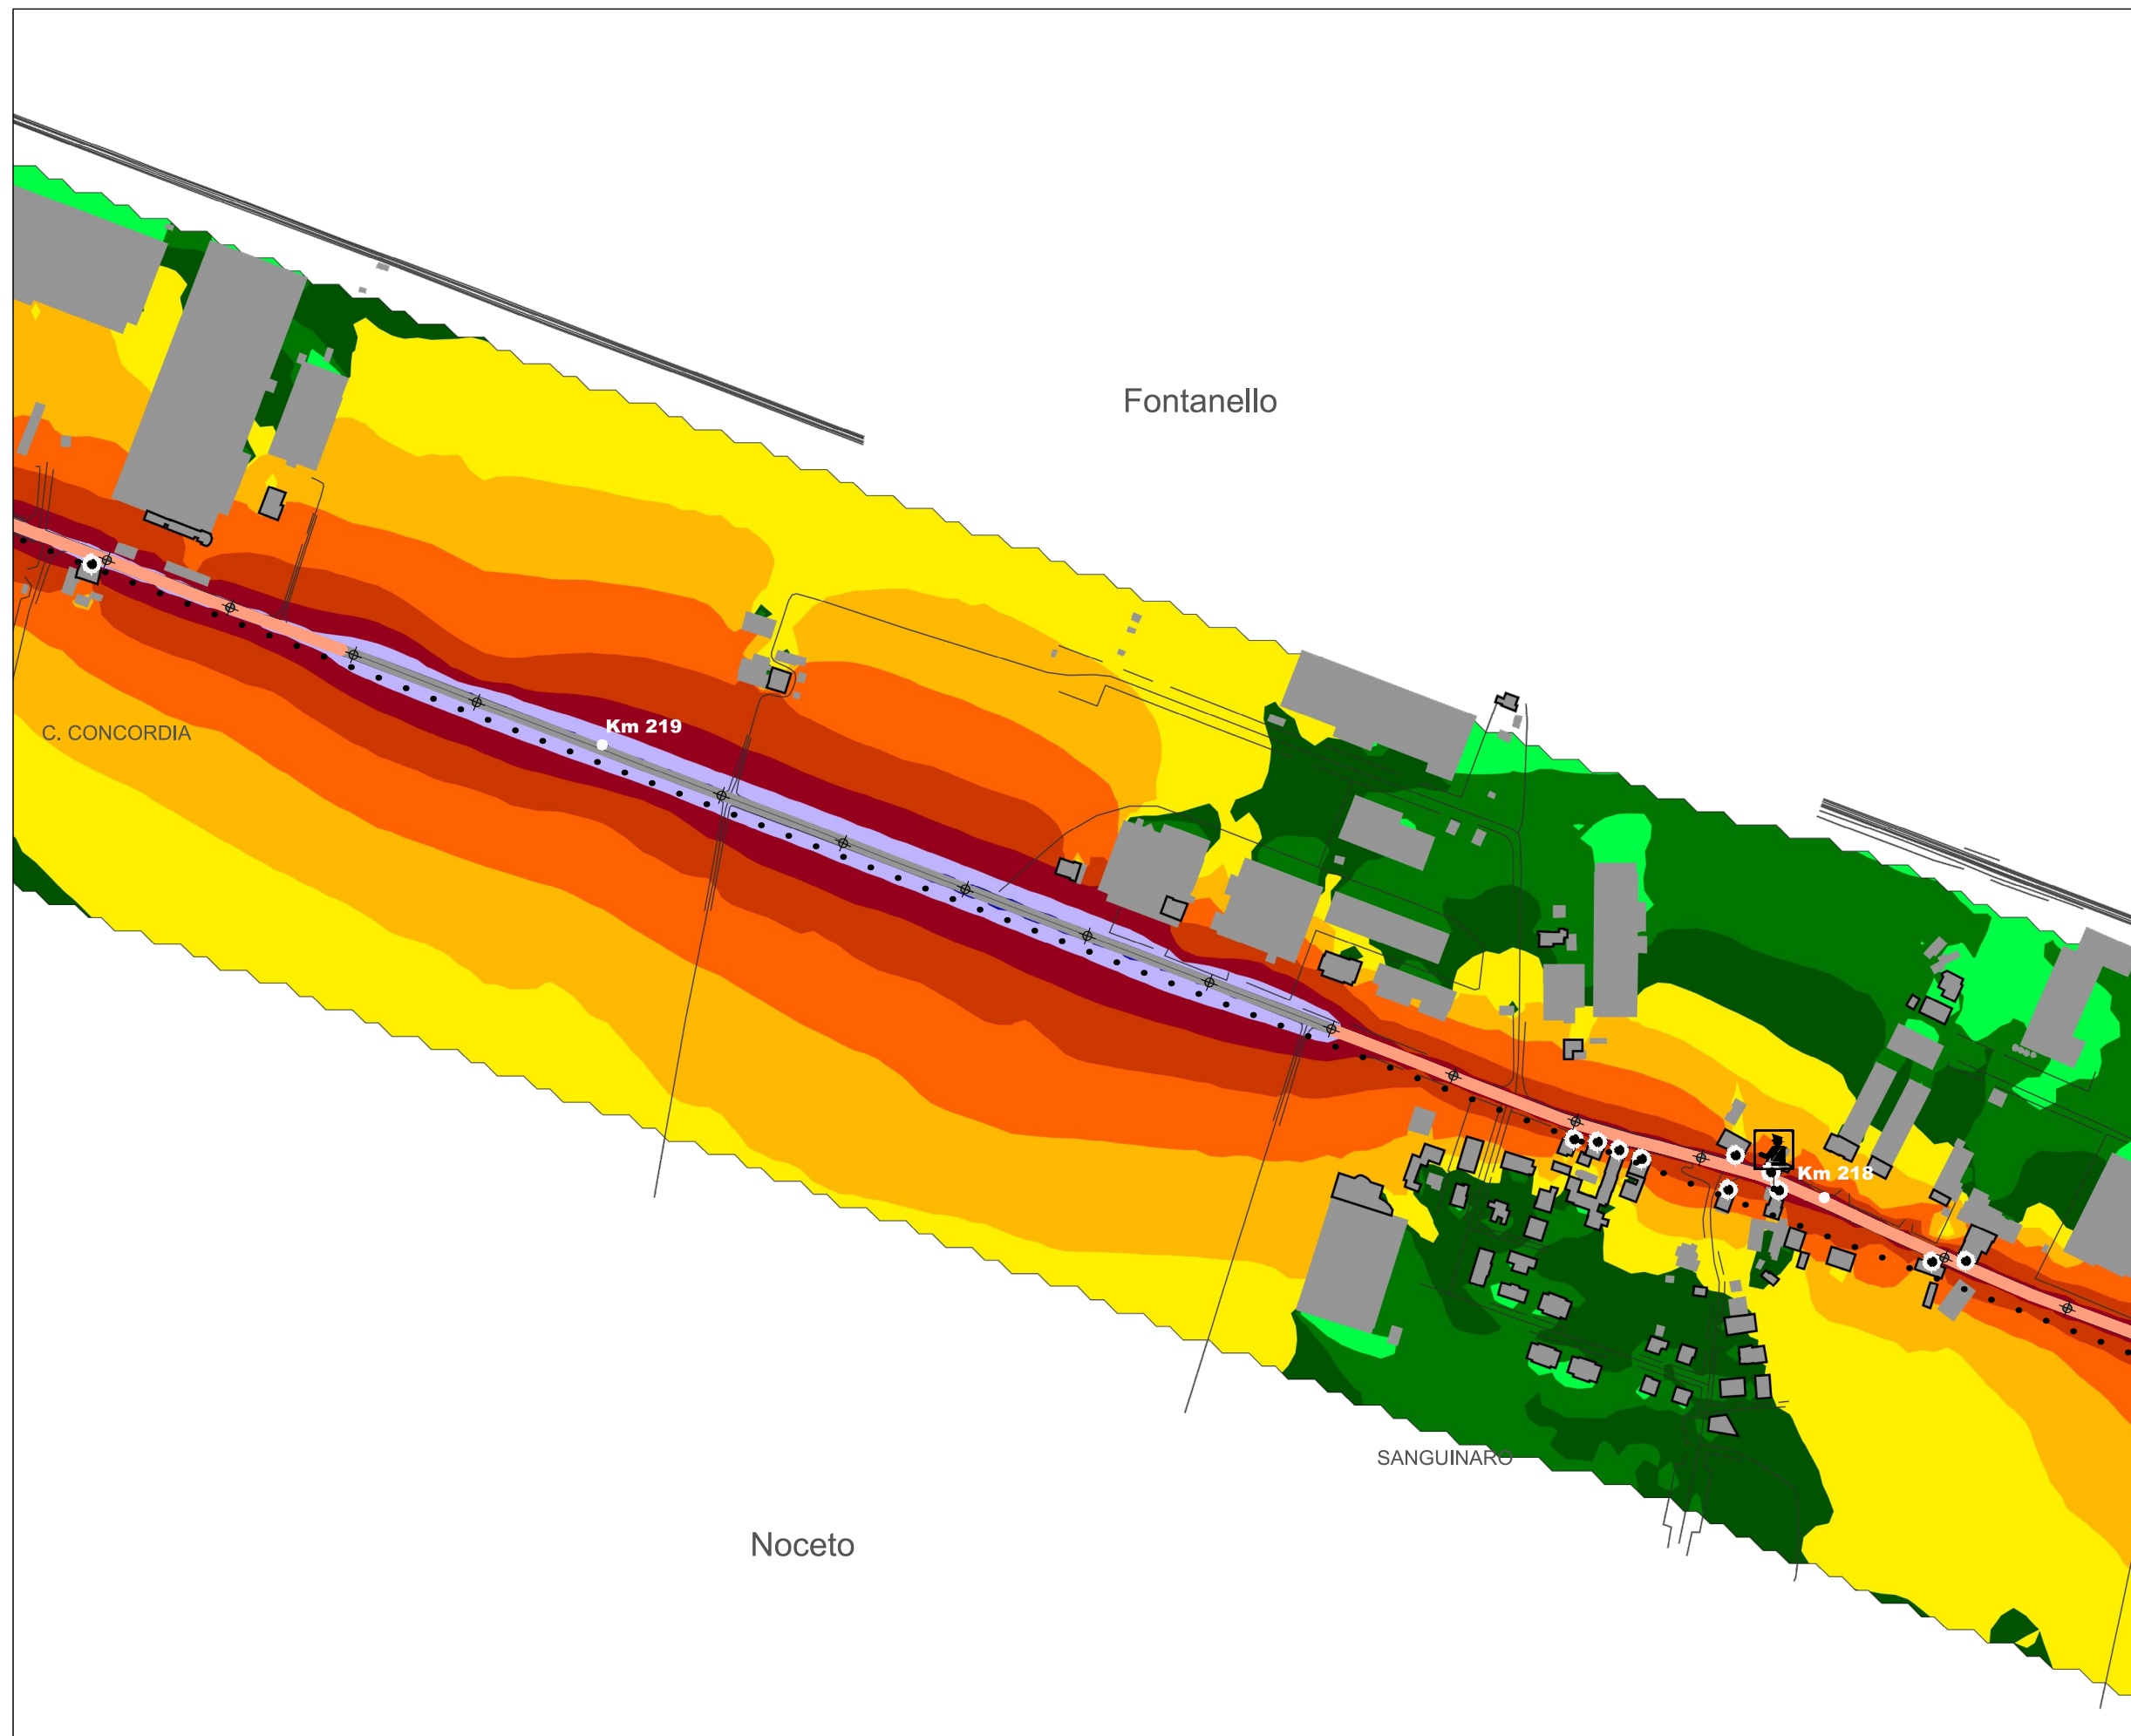 Fontanello
Km 219
C. CONCORDIA
Km 218
SANGUINARO
Noceto